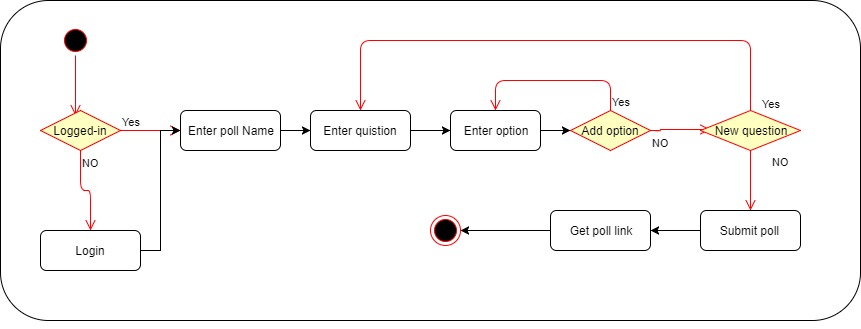 Yes
Logged-in
Enter poll Name
Enter quistion
Enter option
Yes
Add option
NO
Yes
New question
NO
NO
Login
Get poll link
Submit poll